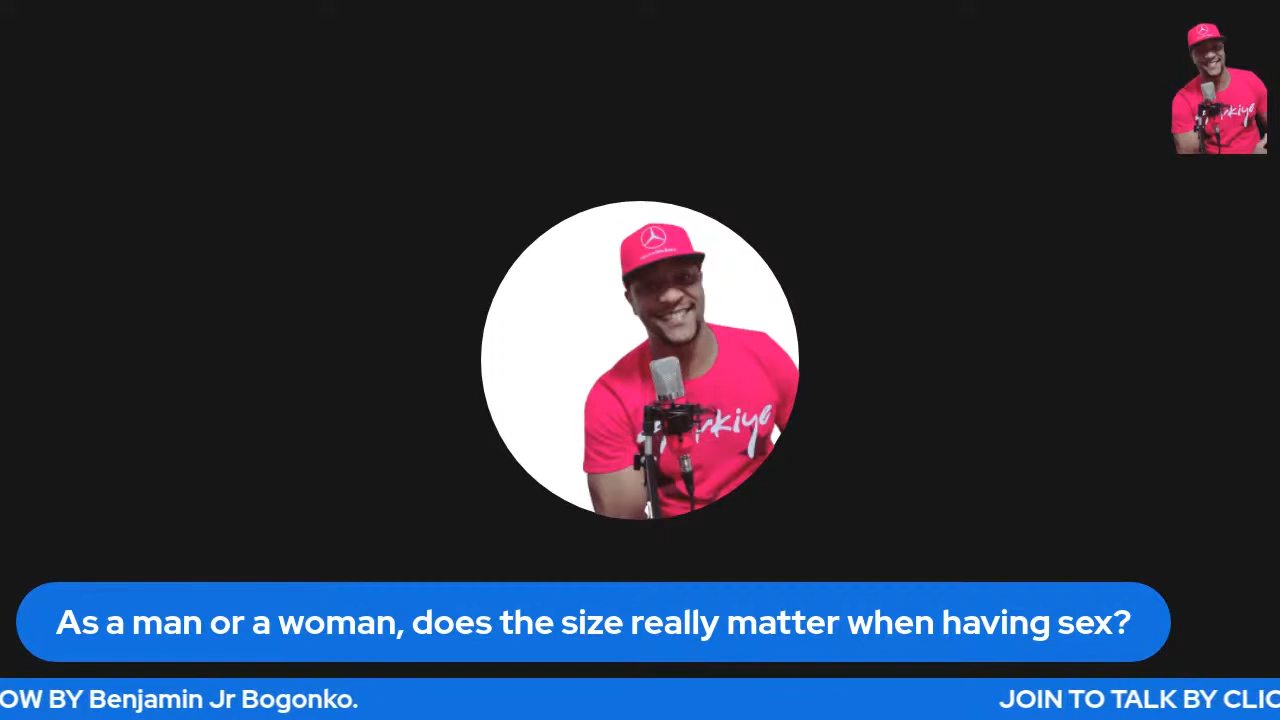 As a man or a woman, does the size really matter when having sex?
OW BY Benjamin Jr Bogonko. JOIN TO TALK BY CLIC